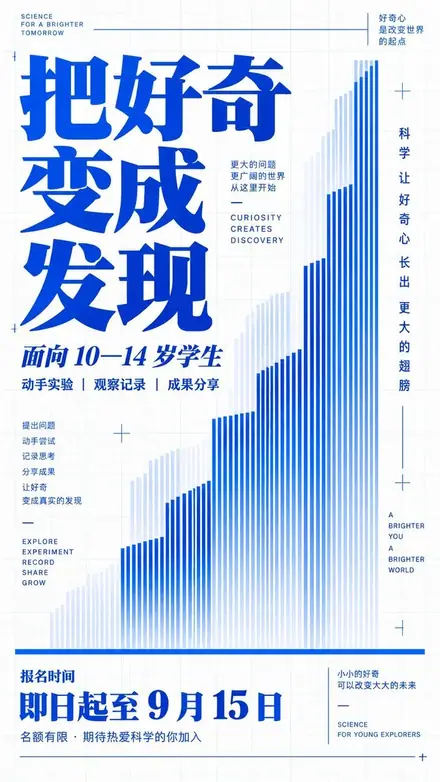 SCIENCE
FOR A BRIGHTER
TOMORROW
好奇心
是改变世界
的起点
把好奇
变成
发现
更大的问题
更广阔的世界
从这里开始
CURIOSITY
CREATES
DISCOVERY
科学 让好奇心长出 更大的翅膀
面向 10—14 岁学生
动手实验 | 观察记录 | 成果分享
提出问题
动手尝试
记录思考
分享成果
让好奇
变成真实的发现
EXPLORE
EXPERIMENT
RECORD
SHARE
GROW
A
BRIGHTER
YOU
A
BRIGHTER
WORLD
报名时间
即日起至 9 月 15 日
名额有限 · 期待热爱科学的你加入
小小的好奇
可以改变大大的未来
SCIENCE
FOR YOUNG EXPLORERS